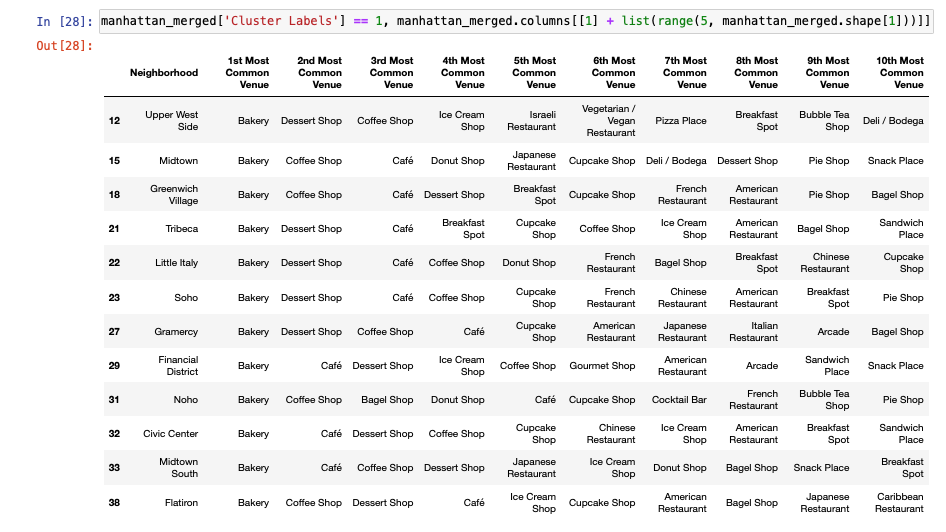 In [28]: manhattan_merged['Cluster Labels'] == 1, manhattan_merged.columns[[1] + list(range(5, manhattan_merged.shape[1]))]]
Out[28]:
Neighborhood 1st Most Common Venue 2nd Most Common Venue 3rd Most Common Venue 4th Most Common Venue 5th Most Common Venue 6th Most Common Venue 7th Most Common Venue 8th Most Common Venue 9th Most Common Venue 10th Most Common Venue
12 Upper West Side Bakery Dessert Shop Coffee Shop Ice Cream Shop Israeli Restaurant Vegetarian / Vegan Restaurant Pizza Place Breakfast Spot Bubble Tea Shop Deli / Bodega
15 Midtown Bakery Coffee Shop Café Donut Shop Japanese Restaurant Cupcake Shop Deli / Bodega Dessert Shop Pie Shop Snack Place
18 Greenwich Village Bakery Coffee Shop Café Dessert Shop Breakfast Spot Cupcake Shop French Restaurant American Restaurant Pie Shop Bagel Shop
21 Tribeca Bakery Dessert Shop Café Breakfast Spot Cupcake Shop Coffee Shop Ice Cream Shop American Restaurant Bagel Shop Sandwich Place
22 Little Italy Bakery Dessert Shop Café Coffee Shop Donut Shop French Restaurant Bagel Shop Breakfast Spot Chinese Restaurant Cupcake Shop
23 Soho Bakery Dessert Shop Café Coffee Shop Cupcake Shop French Restaurant Chinese Restaurant American Restaurant Breakfast Spot Pie Shop
27 Gramercy Bakery Dessert Shop Coffee Shop Café Cupcake Shop American Restaurant Japanese Restaurant Italian Restaurant Arcade Bagel Shop
29 Financial District Bakery Café Dessert Shop Ice Cream Shop Coffee Shop Gourmet Shop American Restaurant Arcade Sandwich Place Snack Place
31 Noho Bakery Coffee Shop Bagel Shop Donut Shop Café Cupcake Shop Cocktail Bar French Restaurant Bubble Tea Shop Pie Shop
32 Civic Center Bakery Café Dessert Shop Coffee Shop Cupcake Shop Chinese Restaurant Ice Cream Shop American Restaurant Breakfast Spot Sandwich Place
33 Midtown South Bakery Café Coffee Shop Dessert Shop Japanese Restaurant Ice Cream Shop Donut Shop Bagel Shop Snack Place Breakfast Spot
38 Flatiron Bakery Coffee Shop Dessert Shop Café Ice Cream Shop Cupcake Shop American Restaurant Bagel Shop Japanese Restaurant Caribbean Restaurant